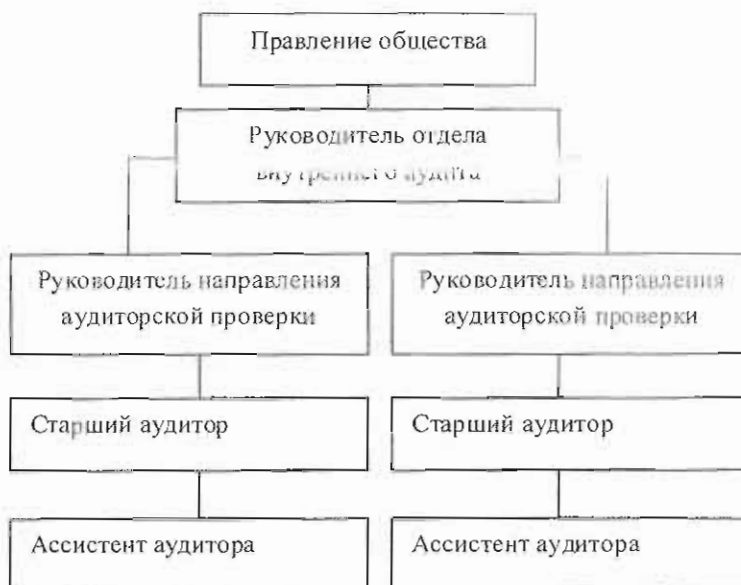 Правление общества
Руководитель отдела
внутреннего аудита
Руководитель направления
аудиторской проверки
Руководитель направления
аудиторской проверки
Старший аудитор
Старший аудитор
Ассистент аудитора
Ассистент аудитора